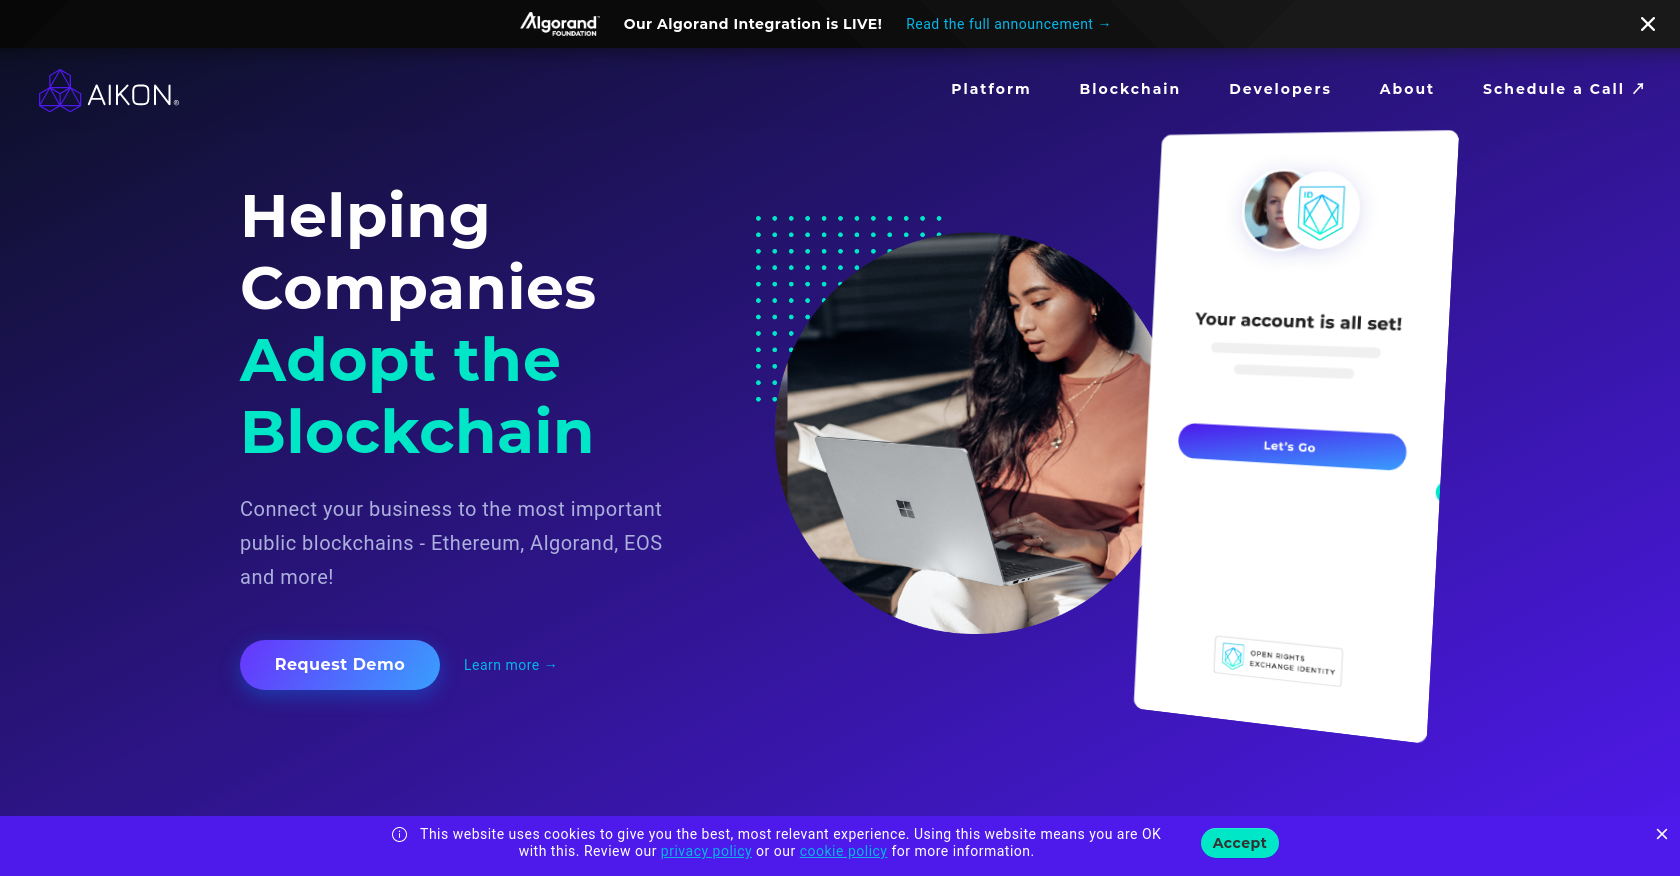 Algorand FOUNDATION Our Algorand Integration is LIVE! Read the full announcement →
AIKON®
Platform Blockchain Developers About Schedule a Call ↗
Helping
Companies
Adopt the
Blockchain
Connect your business to the most important
public blockchains - Ethereum, Algorand, EOS
and more!
Request Demo Learn more →
ID
Your account is all set!
Let's Go
OPEN RIGHTS
EXCHANGE IDENTITY
This website uses cookies to give you the best, most relevant experience. Using this website means you are OK
with this. Review our privacy policy or our cookie policy for more information.
Accept